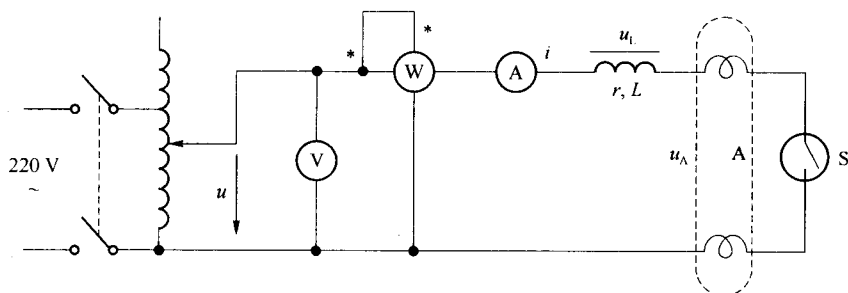 u_L
* *
W A i
r, L
220 V
~
u
V
u_A A S